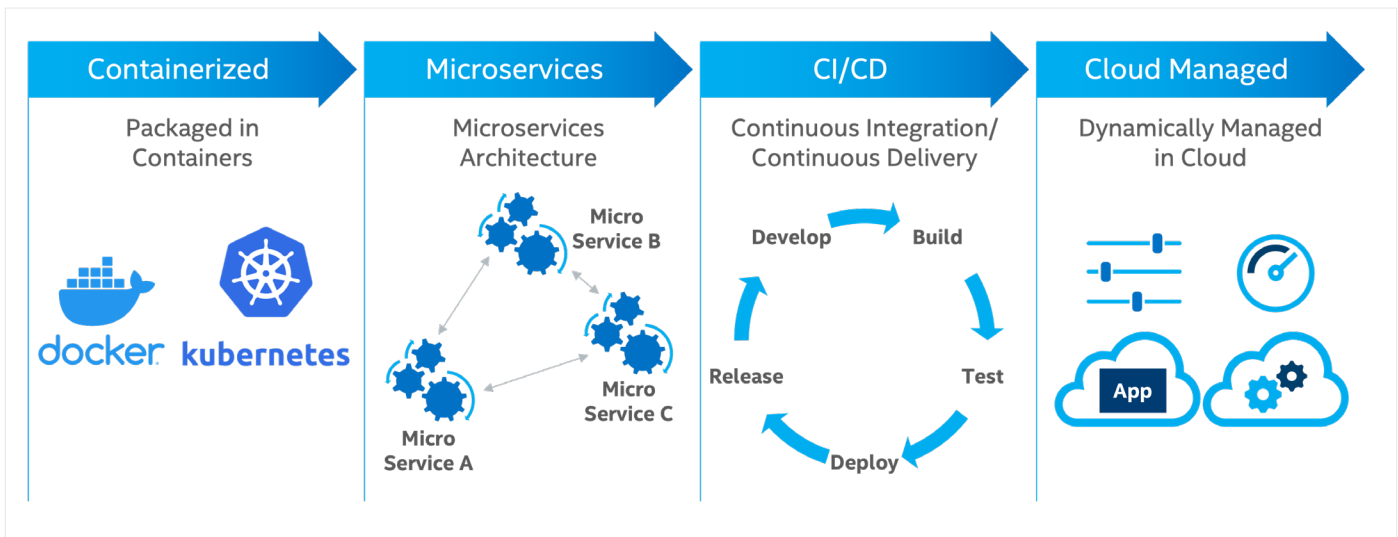 Containerized
Packaged in
Containers
docker
kubernetes
Microservices
Microservices
Architecture
Micro
Service B
Micro
Service C
Micro
Service A
CI/CD
Continuous Integration/
Continuous Delivery
Develop
Build
Test
Deploy
Release
Cloud Managed
Dynamically Managed
in Cloud
App